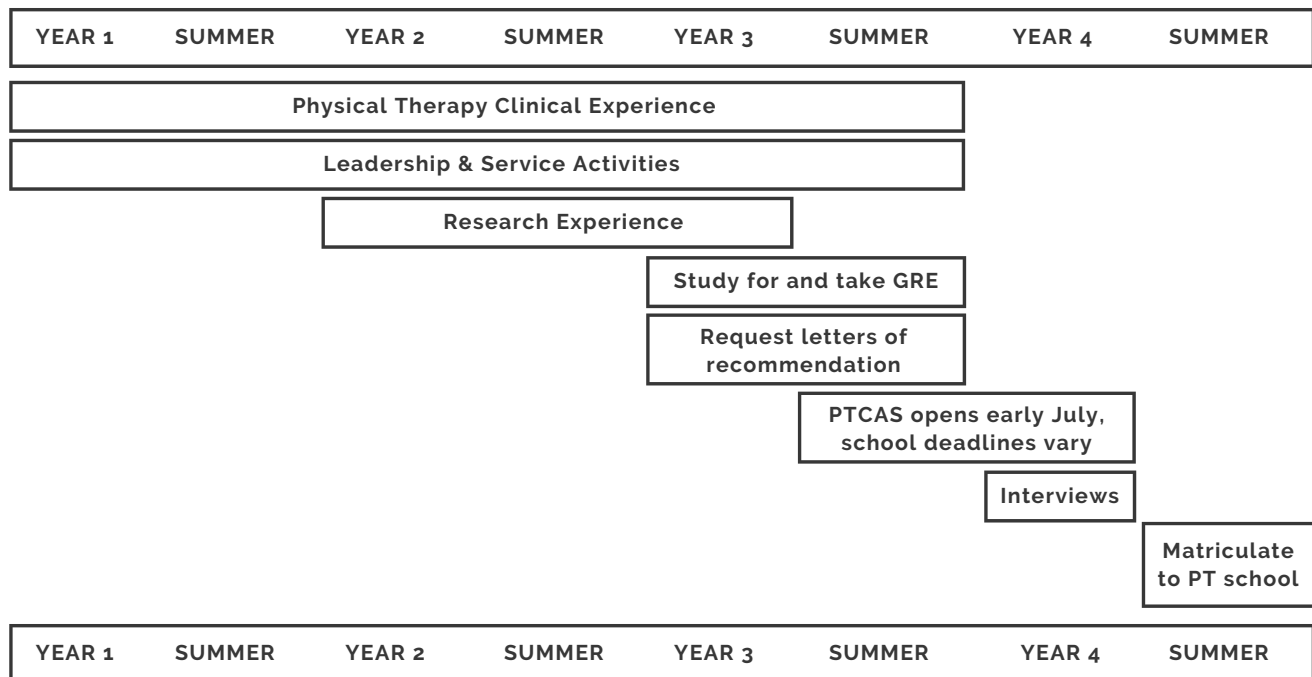 YEAR 1 SUMMER YEAR 2 SUMMER YEAR 3 SUMMER YEAR 4 SUMMER
Physical Therapy Clinical Experience
Leadership & Service Activities
Research Experience
Study for and take GRE
Request letters of
recommendation
PTCAS opens early July,
school deadlines vary
Interviews
Matriculate
to PT school
YEAR 1 SUMMER YEAR 2 SUMMER YEAR 3 SUMMER YEAR 4 SUMMER